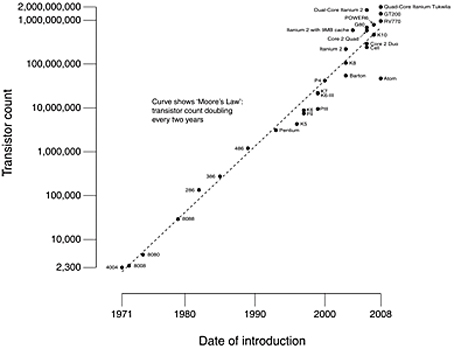 2,000,000,000
1,000,000,000
100,000,000
10,000,000
1,000,000
100,000
10,000
2,300
Transistor count
Curve shows 'Moore's Law':
transistor count doubling
every two years
Quad-Core Itanium Tukwila
Dual-Core Itanium 2
GT200
POWER6
RV770
G80
Itanium 2 with 9MB cache
K10
Core 2 Quad
Core 2 Duo
Itanium 2
Cell
K8
P4
Barton
Atom
K7
K6-III
K6
PIII
PII
K5
Pentium
486
386
286
8088
8080
4004
8008
1971
1980
1990
2000
2008
Date of introduction